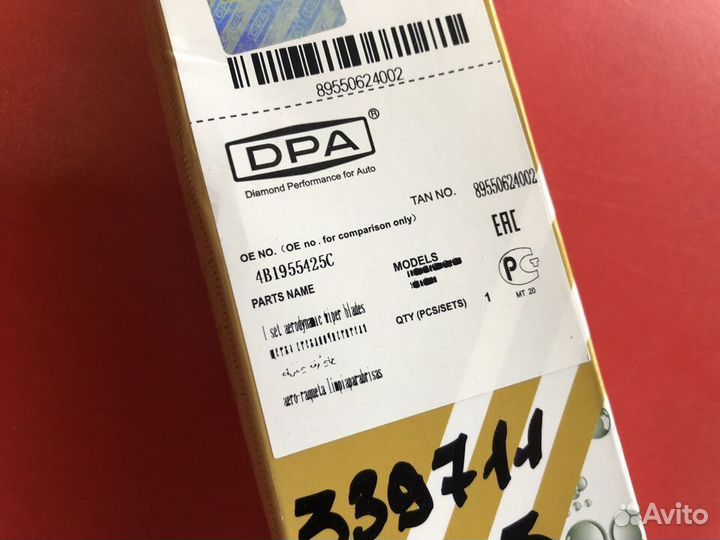 89550624002
DPA®
Diamond Performance for Auto
TAN NO. 89550624002
OE NO. (OE no. for comparison only)
4B1955425C
MODELS
EAC
PARTS NAME
QTY (PCS/SETS) 1
МТ 20
1 set aerodynamic wiper blades
aero-raqueta limpiaparabrisas
339711
Avito